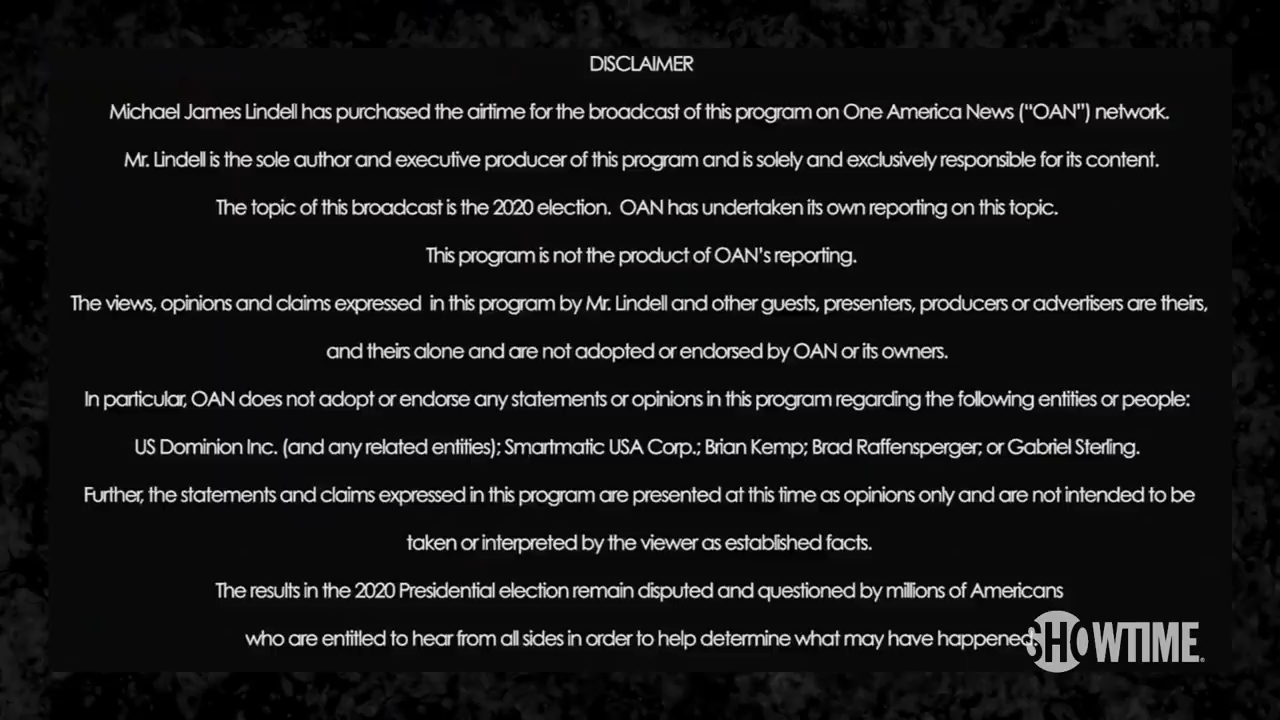 DISCLAIMER
Michael James Lindell has purchased the airtime for the broadcast of this program on One America News (“OAN”) network.
Mr. Lindell is the sole author and executive producer of this program and is solely and exclusively responsible for its content.
The topic of this broadcast is the 2020 election.  OAN has undertaken its own reporting on this topic.
This program is not the product of OAN’s reporting.
The views, opinions and claims expressed  in this program by Mr. Lindell and other guests, presenters, producers or advertisers are theirs,
and theirs alone and are not adopted or endorsed by OAN or its owners.
In particular, OAN does not adopt or endorse any statements or opinions in this program regarding the following entities or people:
US Dominion Inc. (and any related entities); Smartmatic USA Corp.; Brian Kemp; Brad Raffensperger; or Gabriel Sterling.
Further, the statements and claims expressed in this program are presented at this time as opinions only and are not intended to be
taken or interpreted by the viewer as established facts.
The results in the 2020 Presidential election remain disputed and questioned by millions of Americans
who are entitled to hear from all sides in order to help determine what may have happened.
SHOWTIME